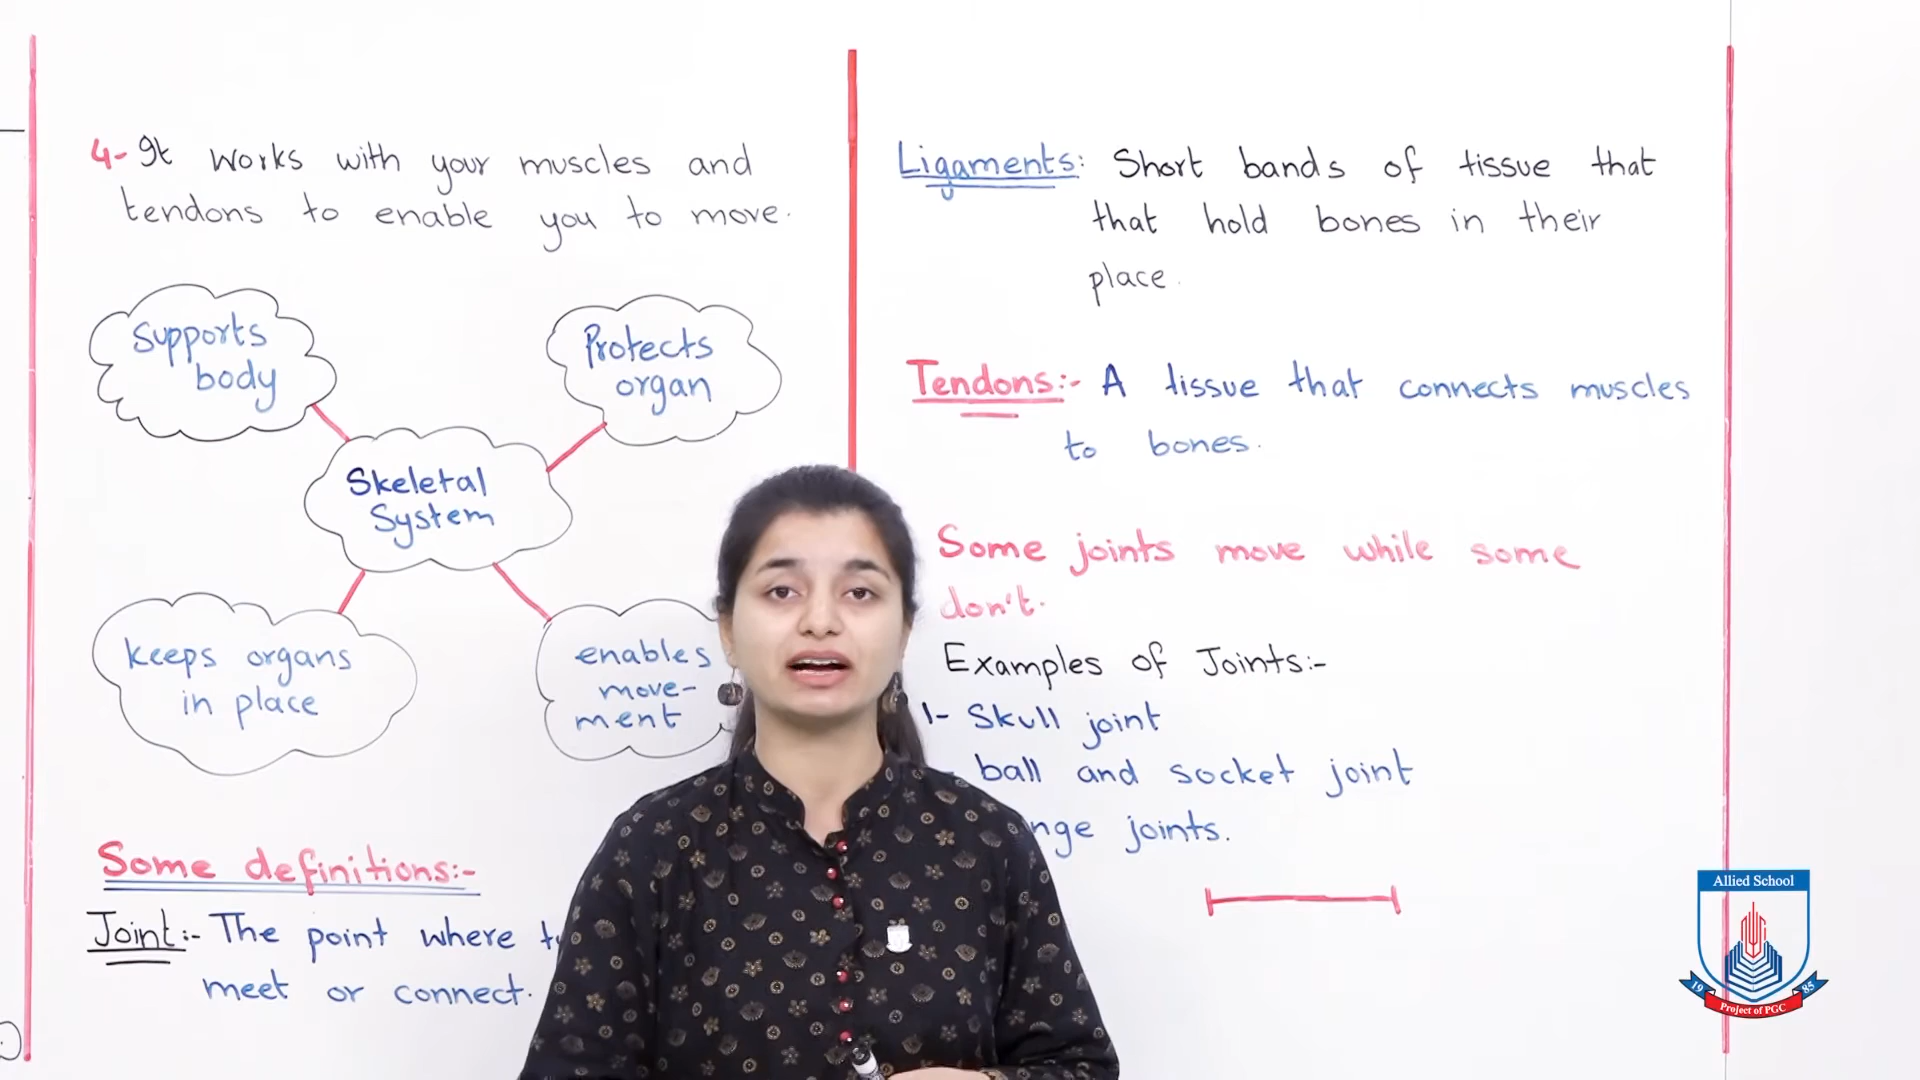 4- It works with your muscles and
tendons to enable you to move.
Supports
body
Protects
organ
Skeletal
System
keeps organs
in place
enables
move-
ment
Some definitions:-
Joint:- The point where
meet or connect.
Ligaments: Short bands of tissue that
that hold bones in their
place.
Tendons:- A tissue that connects muscles
to bones.
Some joints move while some
don't.
Examples of Joints:-
1- Skull joint
ball and socket joint
joints.
Allied School
19 85
Project of PGC